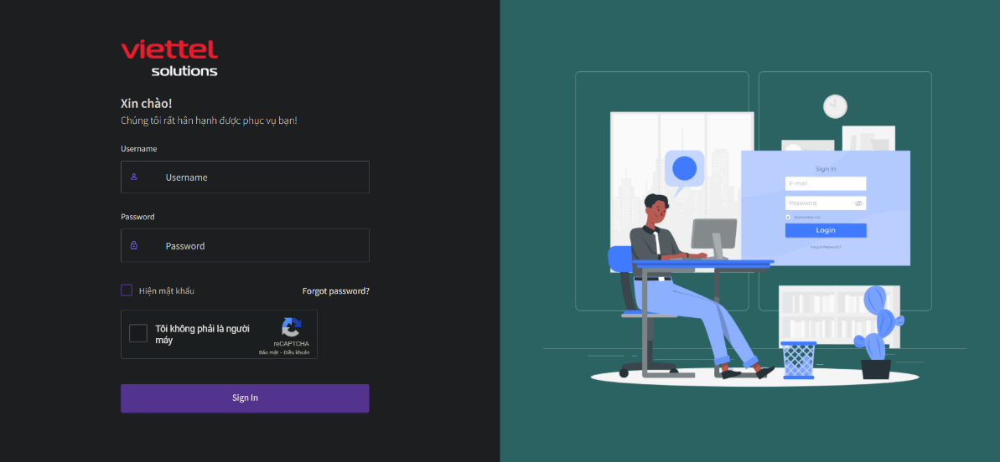 viettel
solutions
Xin chào!
Chúng tôi rất hân hạnh được phục vụ bạn!
Username
Username
Password
Password
Hiện mật khẩu
Forgot password?
Tôi không phải là người
máy
reCAPTCHA
Bảo mật - Điều khoản
Sign In
Sign in
E-mail
Password
Login
Forgot Password?